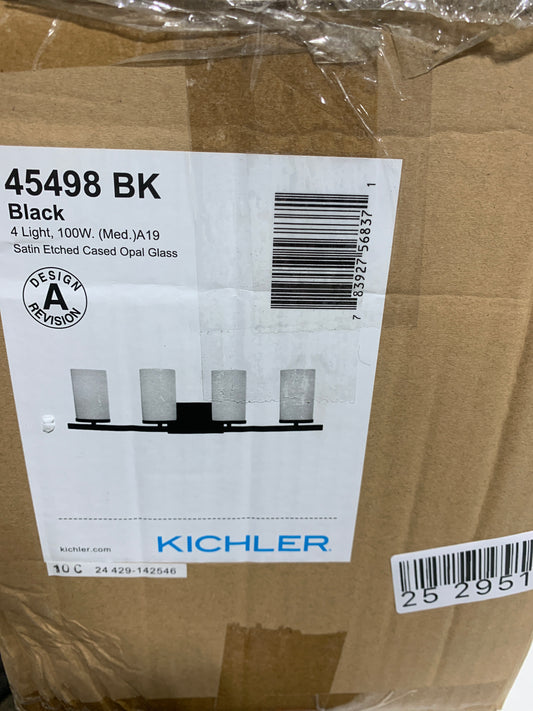 45498 BK
Black
4 Light, 100W. (Med.)A19
Satin Etched Cased Opal Glass
DESIGN
A
REVISION
7 83927 56837 1
kichler.com
KICHLER
10 C 24 429-142546
25 2951